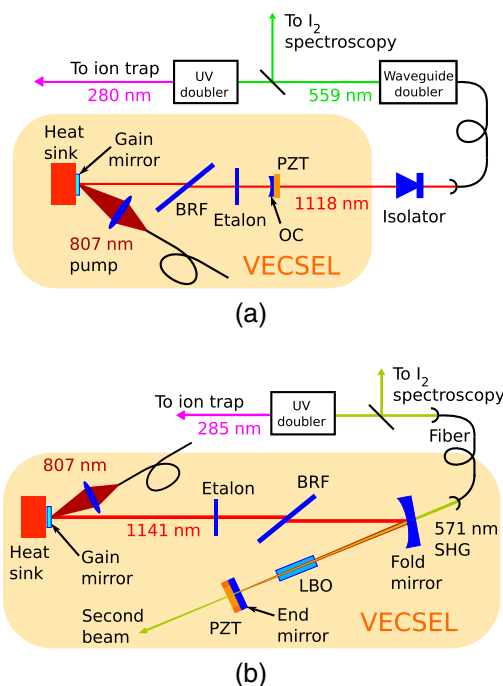 To I2
spectroscopy
To ion trap
UV
doubler
Waveguide
doubler
280 nm
559 nm
Heat
sink
Gain
mirror
PZT
BRF
Etalon
OC
1118 nm
Isolator
807 nm
pump
VECSEL
(a)
To I2
spectroscopy
To ion trap
UV
doubler
285 nm
Fiber
807 nm
Etalon
BRF
1141 nm
571 nm
SHG
Heat
sink
Gain
mirror
Fold
mirror
LBO
Second
beam
PZT
End
mirror
VECSEL
(b)